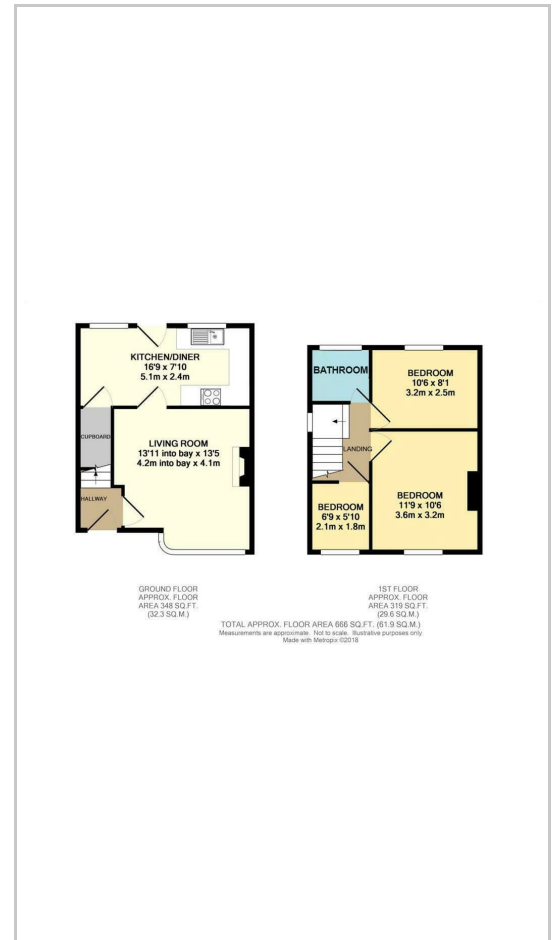 KITCHEN/DINER
16'9 x 7'10
5.1m x 2.4m
CUPBOARD
LIVING ROOM
13'11 into bay x 13'5
4.2m into bay x 4.1m
HALLWAY
BATHROOM
BEDROOM
10'6 x 8'1
3.2m x 2.5m
LANDING
BEDROOM
6'9 x 5'10
2.1m x 1.8m
BEDROOM
11'9 x 10'6
3.6m x 3.2m
GROUND FLOOR
APPROX. FLOOR
AREA 348 SQ.FT.
(32.3 SQ.M.)
1ST FLOOR
APPROX. FLOOR
AREA 319 SQ.FT.
(29.6 SQ.M.)
TOTAL APPROX. FLOOR AREA 666 SQ.FT. (61.9 SQ.M.)
Measurements are approximate. Not to scale. Illustrative purposes only
Made with Metropix ©2018